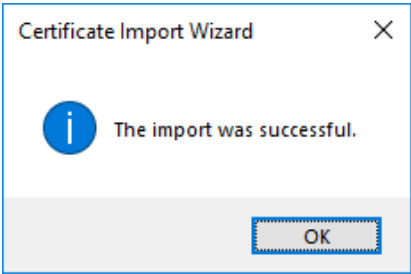 Certificate Import Wizard
The import was successful.
OK